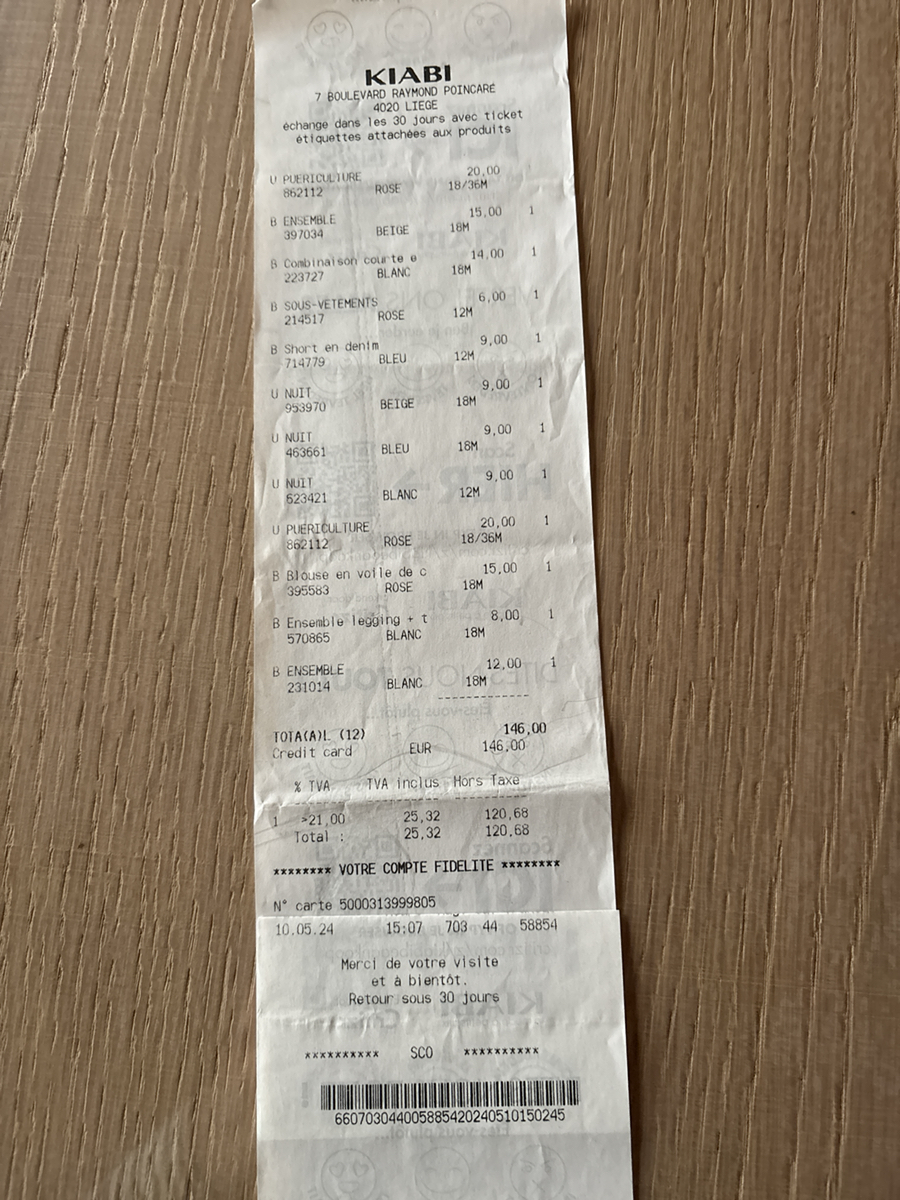 KIABI
7 BOULEVARD RAYMOND POINCARE
4020 LIEGE
échange dans les 30 jours avec ticket
étiquettes attachées aux produits
U PUERICULTURE 20,00
862112 ROSE 18/36M
B ENSEMBLE 15,00 1
397034 BEIGE 18M
B Combinaison courte e 14,00 1
223727 BLANC 18M
B SOUS-VETEMENTS 6,00 1
214517 ROSE 12M
B Short en denim 9,00 1
714779 BLEU 12M
U NUIT 9,00 1
953970 BEIGE 18M
U NUIT 9,00 1
463661 BLEU 18M
U NUIT 9,00 1
623421 BLANC 12M
U PUERICULTURE 20,00 1
862112 ROSE 18/36M
B Blouse en voile de c 15,00 1
395583 ROSE 18M
B Ensemble legging + t 8,00 1
570865 BLANC 18M
B ENSEMBLE 12,00 1
231014 BLANC 18M
------------
TOTA(A)L (12) 146,00
Credit card EUR 146,00
% TVA TVA inclus Hors Taxe
1 >21,00 25,32 120,68
Total : 25,32 120,68
******** VOTRE COMPTE FIDELITE ********
N° carte 5000313999805
10.05.24 15:07 703 44 58854
Merci de votre visite
et à bientôt.
Retour sous 30 jours
********** SCO **********
66070304400588542024051015024​5